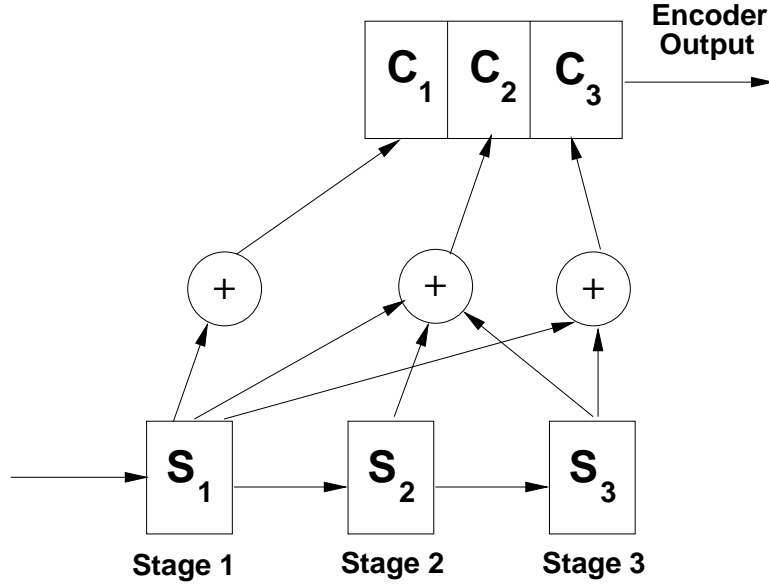 Encoder
Output
C1 C2 C3
+ + +
S1 S2 S3
Stage 1 Stage 2 Stage 3